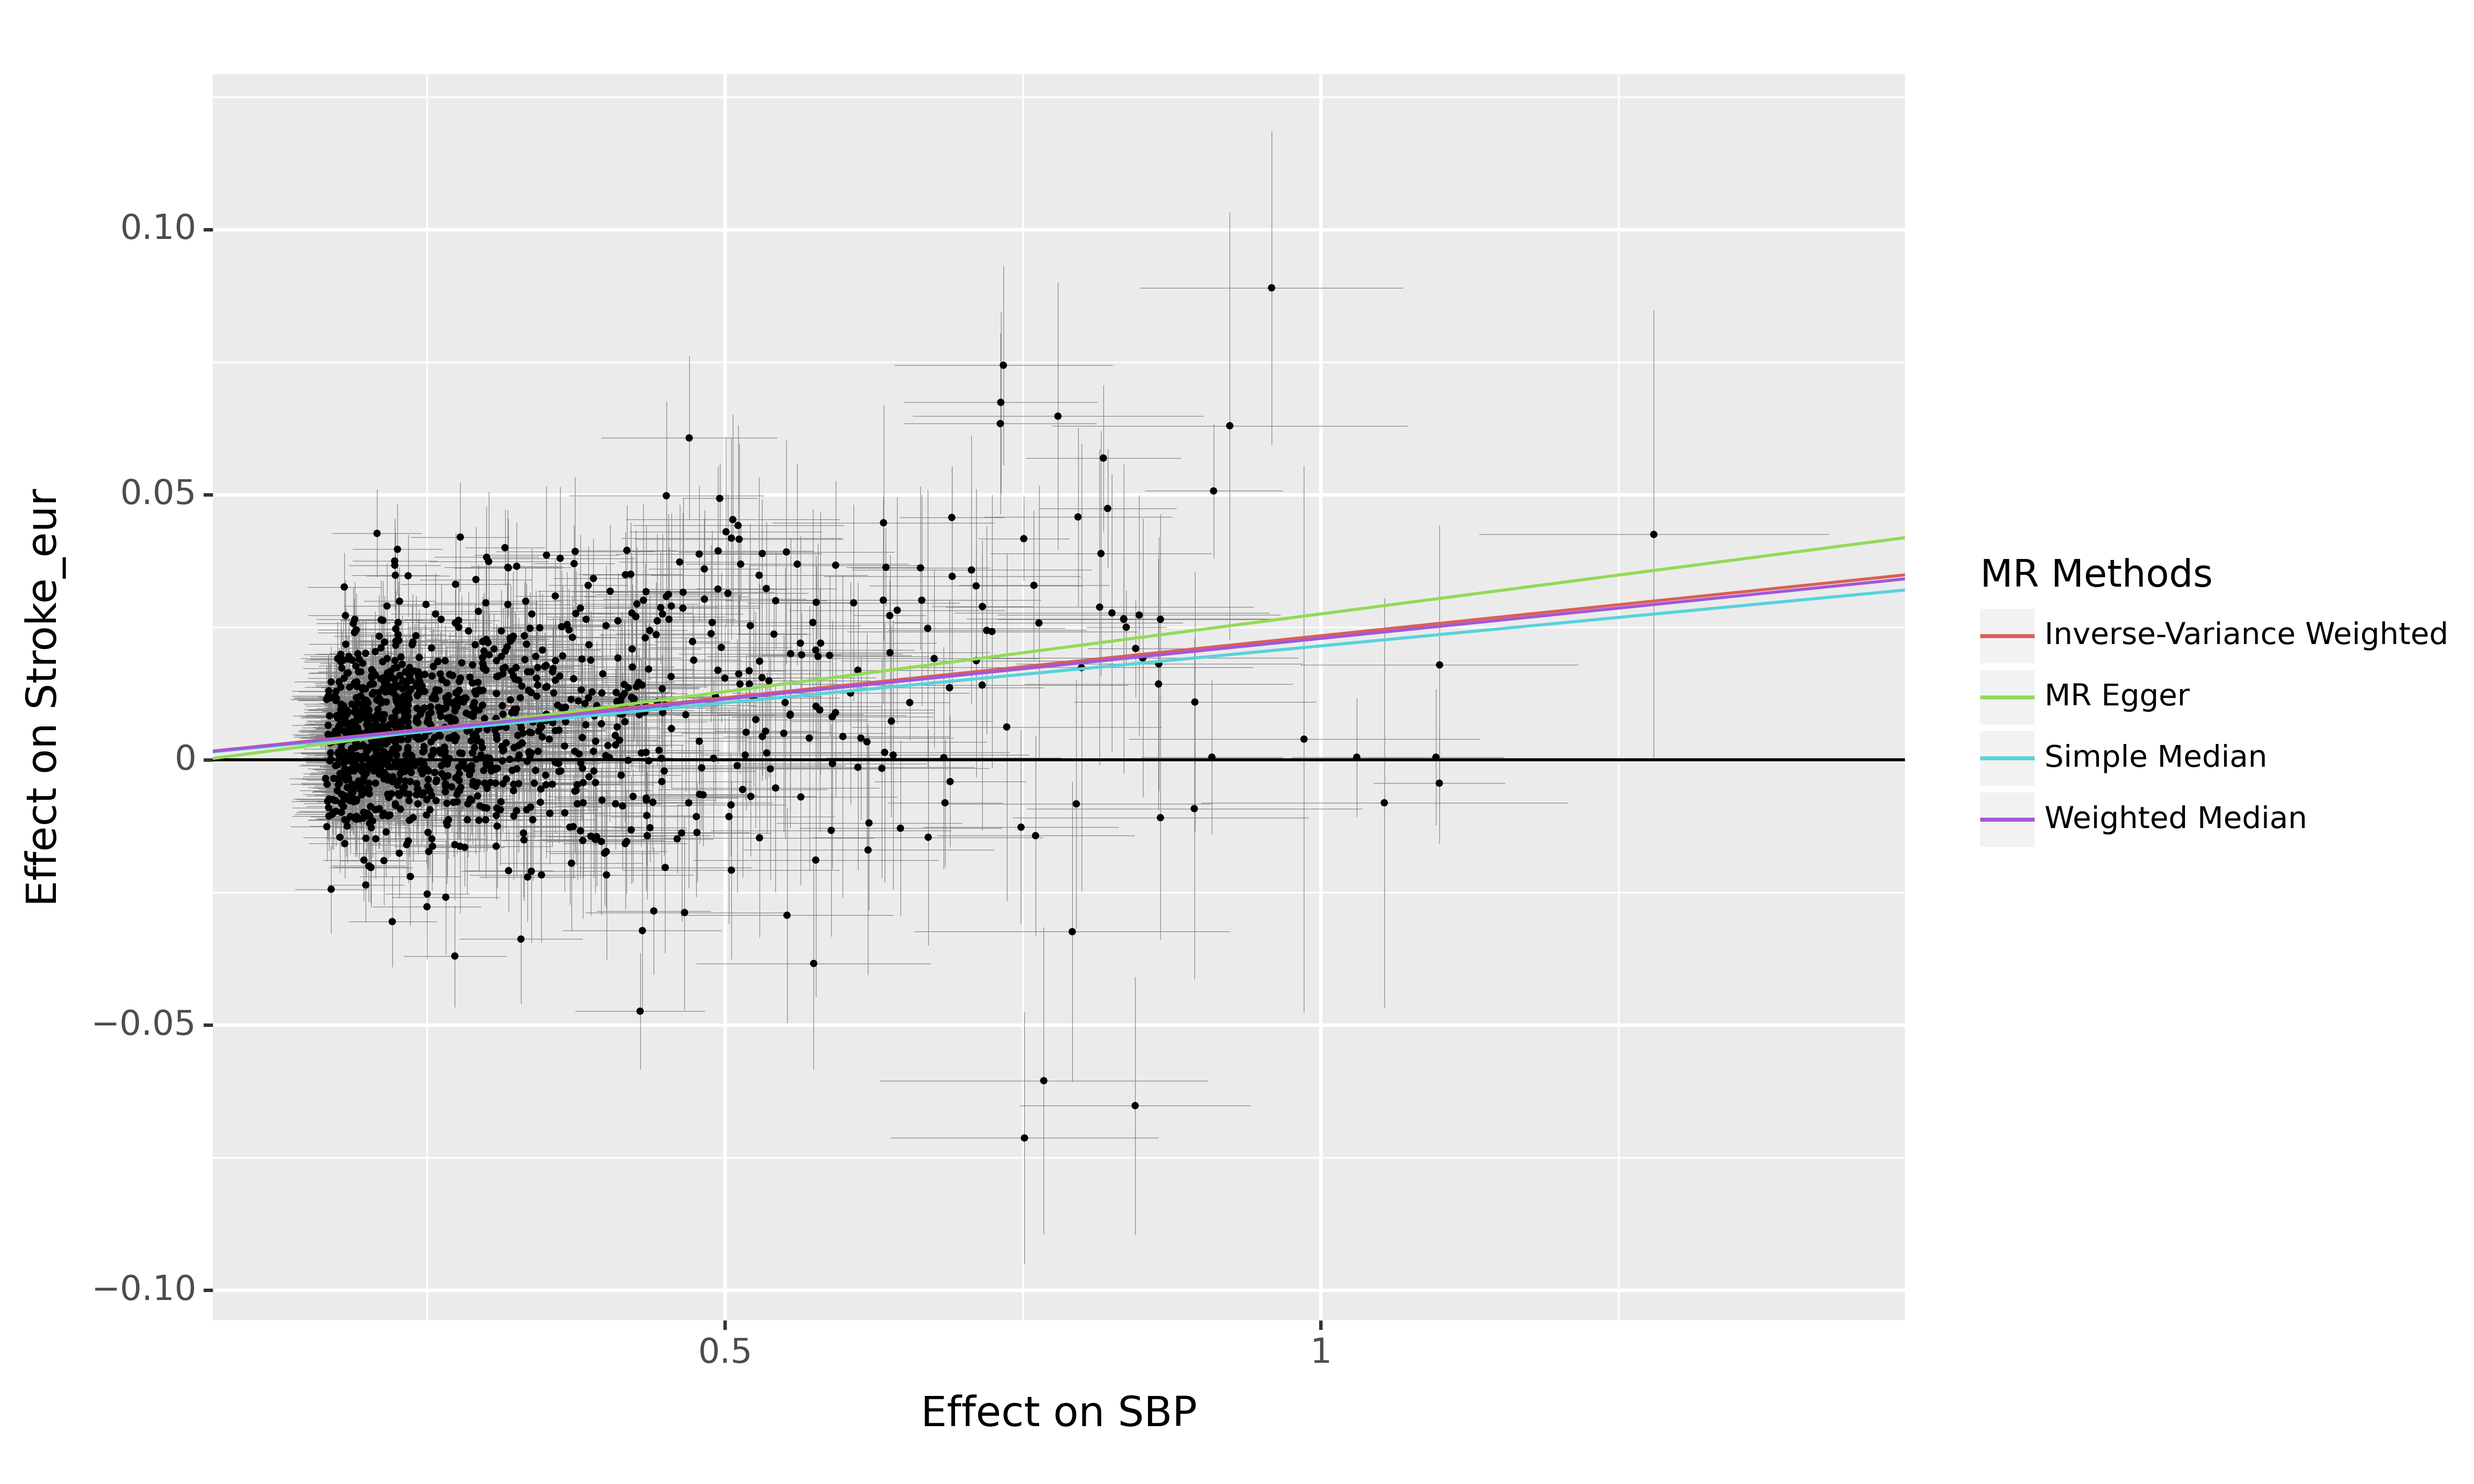 0.10
0.05
0
−0.05
−0.10
Effect on Stroke_eur
0.5
1
Effect on SBP
MR Methods
Inverse-Variance Weighted
MR Egger
Simple Median
Weighted Median